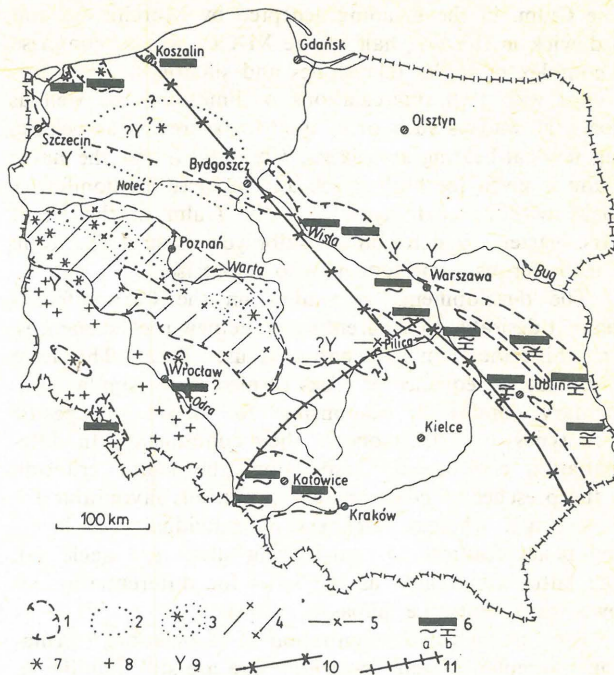 Koszalin
Gdańsk
Szczecin
?Y
?
?
Olsztyn
Bydgoszcz
Y
Noteć
Wisła
Poznań
Warta
Y
Warszawa
Bug
Y
?Y
Pilica
Wrocław
?
Odra
Lublin
Kielce
Katowice
Kraków
100 km
1 2 3 4 5 6
a b
7 8 Y 9 10 11